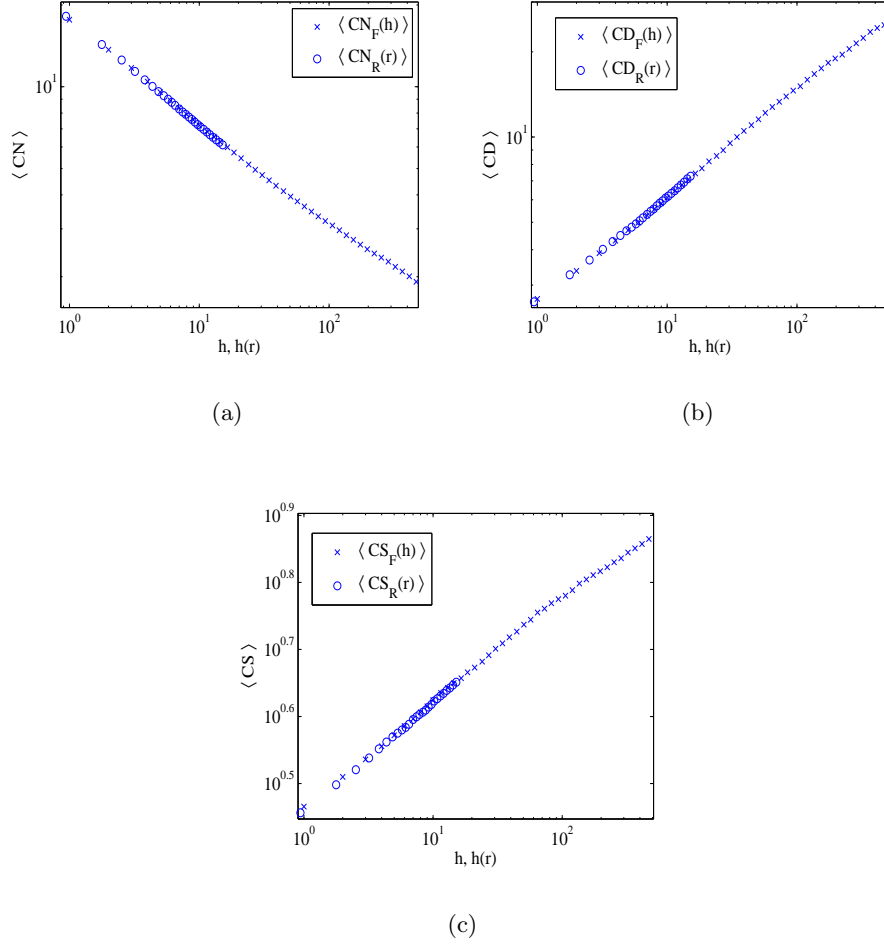 ⟨ CN_F(h) ⟩
⟨ CN_R(r) ⟩
10^1
⟨ CN ⟩
10^0 10^1 10^2
h, h(r)
(a)
⟨ CD_F(h) ⟩
⟨ CD_R(r) ⟩
10^1
⟨ CD ⟩
10^0 10^1 10^2
h, h(r)
(b)
10^0.9
⟨ CS_F(h) ⟩
⟨ CS_R(r) ⟩
10^0.8
10^0.7
⟨ CS ⟩
10^0.6
10^0.5
10^0 10^1 10^2
h, h(r)
(c)